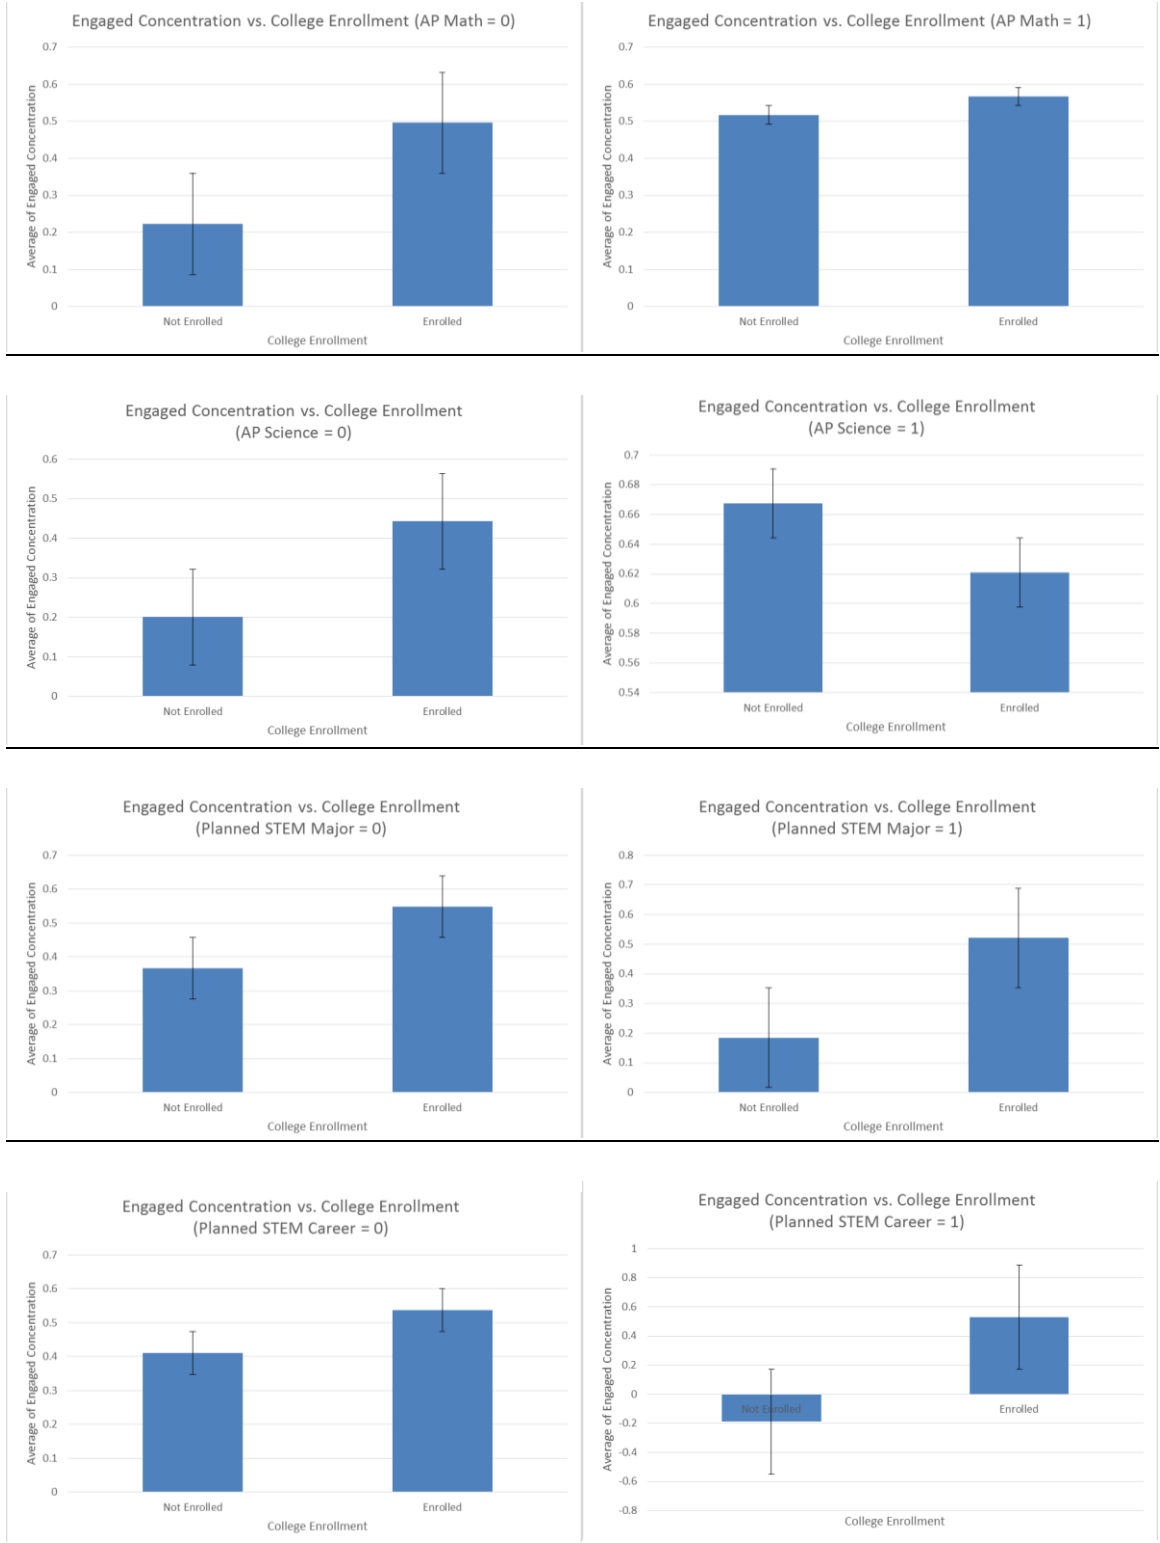 Engaged Concentration vs. College Enrollment (AP Math = 0)
0.7
0.6
0.5
0.4
0.3
0.2
0.1
0
Average of Engaged Concentration
Not Enrolled
Enrolled
College Enrollment
Engaged Concentration vs. College Enrollment (AP Math = 1)
0.7
0.6
0.5
0.4
0.3
0.2
0.1
0
Average of Engaged Concentration
Not Enrolled
Enrolled
College Enrollment
Engaged Concentration vs. College Enrollment
(AP Science = 0)
0.6
0.5
0.4
0.3
0.2
0.1
0
Average of Engaged Concentration
Not Enrolled
Enrolled
College Enrollment
Engaged Concentration vs. College Enrollment
(AP Science = 1)
0.7
0.68
0.66
0.64
0.62
0.6
0.58
0.56
0.54
Average of Engaged Concentration
Not Enrolled
Enrolled
College Enrollment
Engaged Concentration vs. College Enrollment
(Planned STEM Major = 0)
0.7
0.6
0.5
0.4
0.3
0.2
0.1
0
Average of Engaged Concentration
Not Enrolled
Enrolled
College Enrollment
Engaged Concentration vs. College Enrollment
(Planned STEM Major = 1)
0.8
0.7
0.6
0.5
0.4
0.3
0.2
0.1
0
Average of Engaged Concentration
Not Enrolled
Enrolled
College Enrollment
Engaged Concentration vs. College Enrollment
(Planned STEM Career = 0)
0.7
0.6
0.5
0.4
0.3
0.2
0.1
0
Average of Engaged Concentration
Not Enrolled
Enrolled
College Enrollment
Engaged Concentration vs. College Enrollment
(Planned STEM Career = 1)
1
0.8
0.6
0.4
0.2
0
-0.2
-0.4
-0.6
-0.8
Average of Engaged Concentration
Not Enrolled
Enrolled
College Enrollment